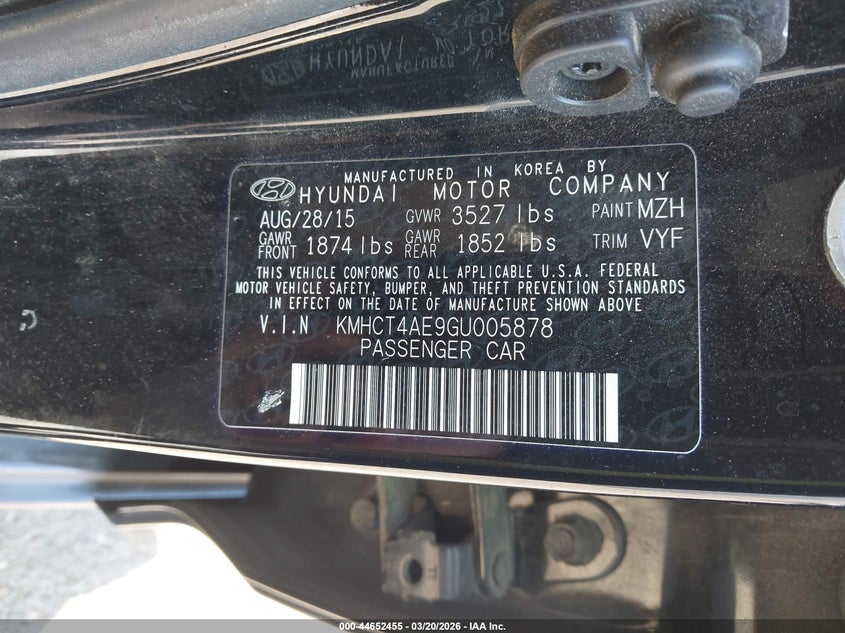 MANUFACTURED IN KOREA BY
HYUNDAI MOTOR COMPANY
AUG/28/15 GVWR 3527 lbs PAINT MZH
GAWR FRONT 1874 lbs GAWR REAR 1852 lbs TRIM VYF
THIS VEHICLE CONFORMS TO ALL APPLICABLE U.S.A. FEDERAL
MOTOR VEHICLE SAFETY, BUMPER, AND THEFT PREVENTION STANDARDS
IN EFFECT ON THE DATE OF MANUFACTURE SHOWN ABOVE
V.I.N KMHCT4AE9GU005878
PASSENGER CAR
000-44652455 | 03/20/2026 – IAA Inc.